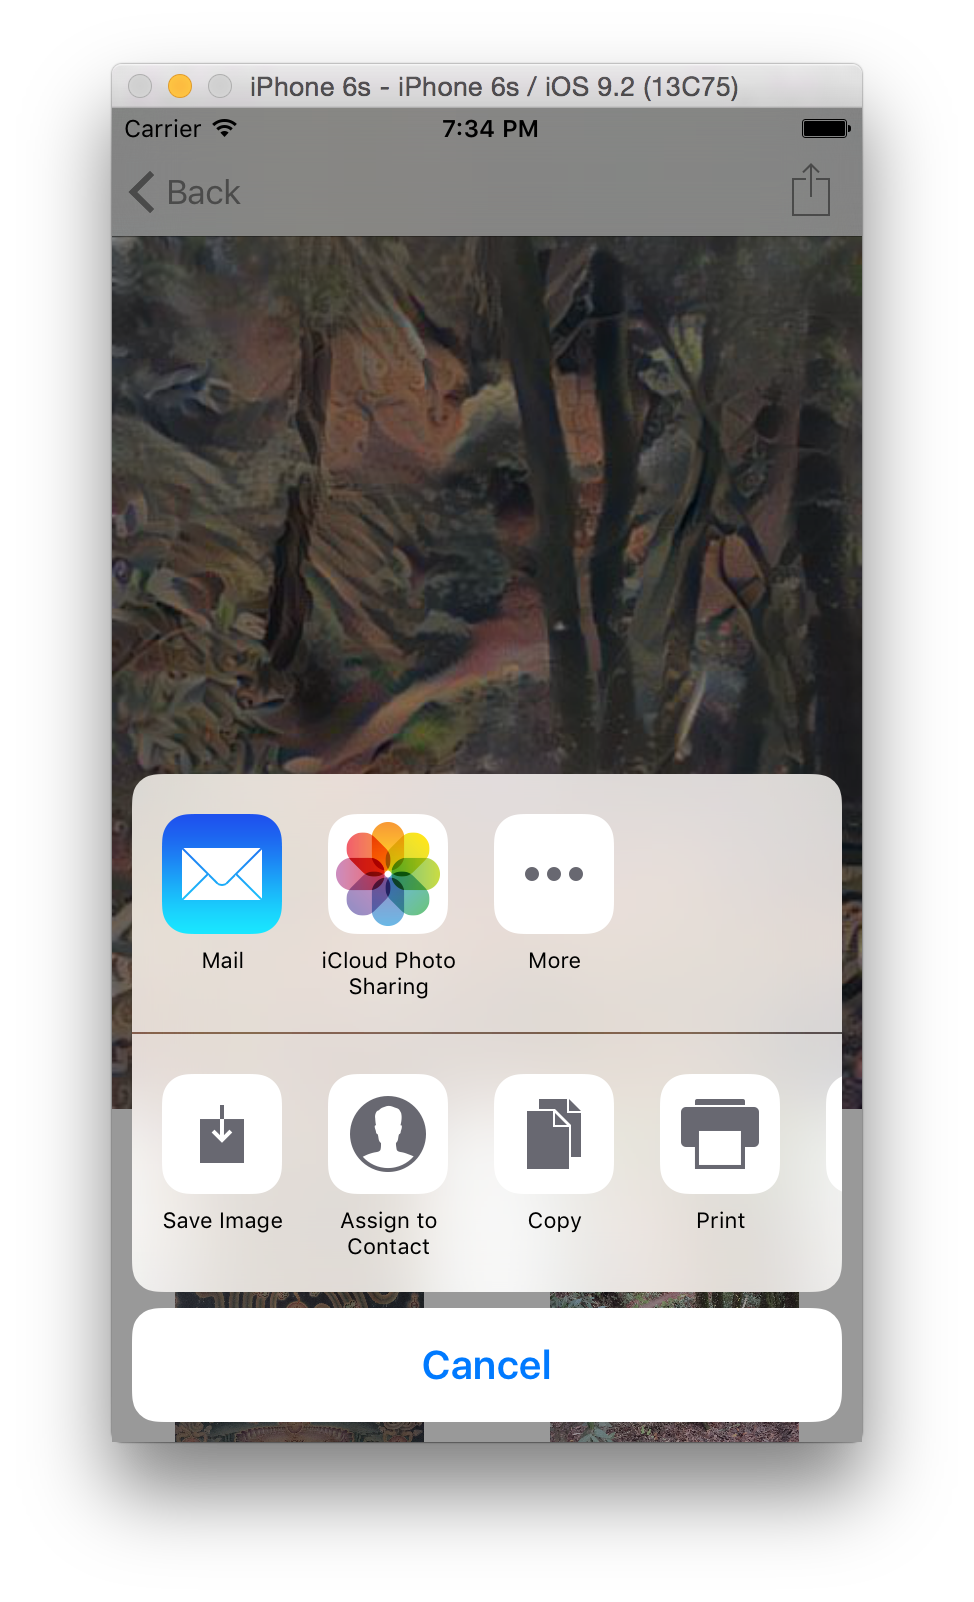 iPhone 6s - iPhone 6s / iOS 9.2 (13C75)
Carrier 7:34 PM
Back
Mail
iCloud Photo
Sharing
More
Save Image
Assign to
Contact
Copy
Print
Cancel